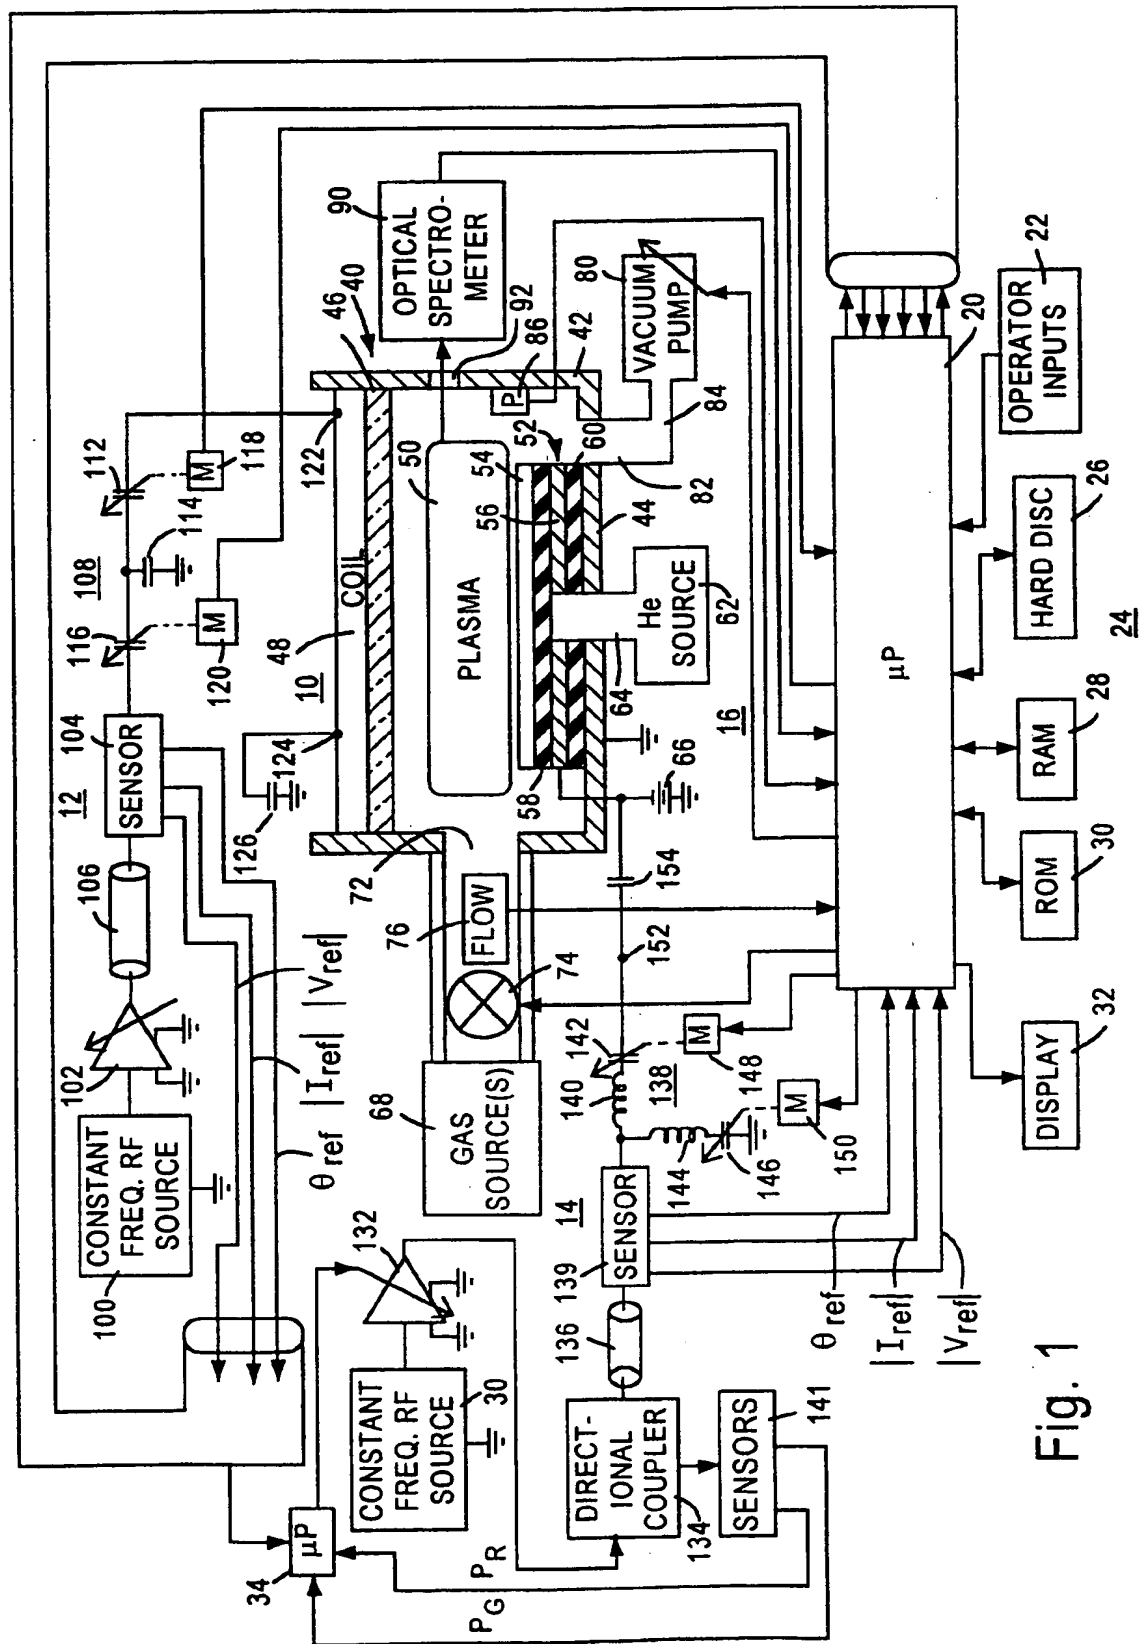 12
104
SENSOR
106
102
CONSTANT
FREQ. RF
SOURCE
100
|Vref|
|Iref|
θref
116
108
112
114
M
118
M
120
126
124
10
48
COIL
122
46
40
90
OPTICAL
SPECTRO-
METER
92
86
P
42
50
PLASMA
54
52
56
60
58
44
82
84
80
VACUUM
PUMP
He
SOURCE
62
64
66
72
76
FLOW
74
68
GAS
SOURCE(S)
16
154
152
142
140
138
M
148
144
146
M
150
14
SENSOR
139
136
132
CONSTANT
FREQ. RF
SOURCE
30
DIRECT-
IONAL
COUPLER
134
SENSORS
141
μP
34
PG
PR
θref
|Iref|
|Vref|
μP
20
OPERATOR
INPUTS
22
HARD DISC
26
24
RAM
28
ROM
30
DISPLAY
32
Fig. 1